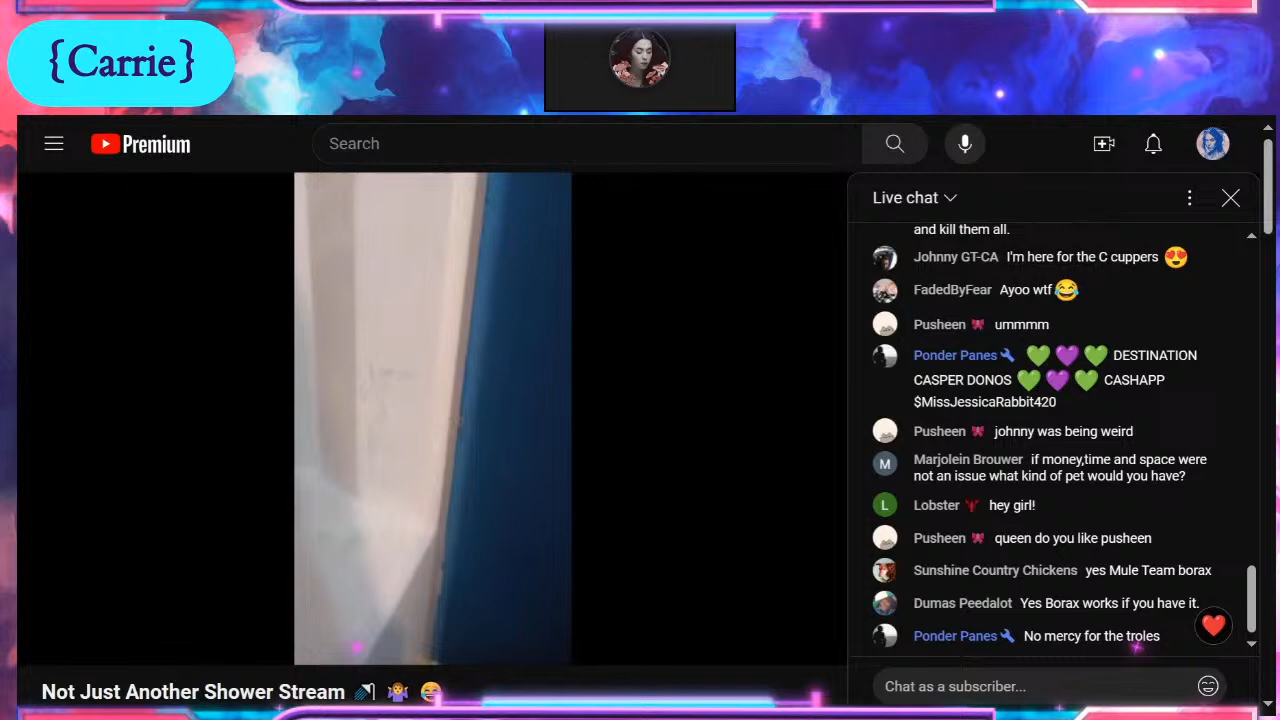 {Carrie}
Premium
Search
Live chat
and kill them all.
Johnny GT-CA I'm here for the C cuppers 😍
FadedByFear Ayoo wtf 😂
Pusheen 🎀 ummmm
Ponder Panes 💚 💜 💚 DESTINATION
CASPER DONOS 💚 💜 💚 CASHAPP
$MissJessicaRabbit420
Pusheen 🎀 johnny was being weird
M
Marjolein Brouwer if money,time and space were
not an issue what kind of pet would you have?
L
Lobster 🦞 hey girl!
Pusheen 🎀 queen do you like pusheen
Sunshine Country Chickens yes Mule Team borax
Dumas Peedalot Yes Borax works if you have it.
Ponder Panes No mercy for the troles
Chat as a subscriber...
Not Just Another Shower Stream 🚿 🤷‍♀️ 😂